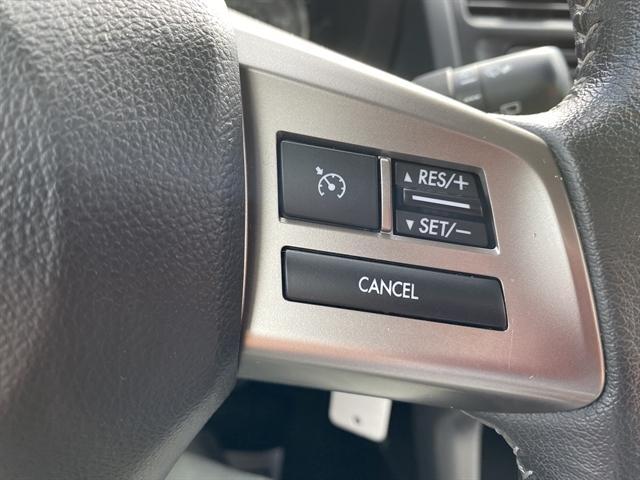 ▲ RES/+
▼ SET/−
CANCEL